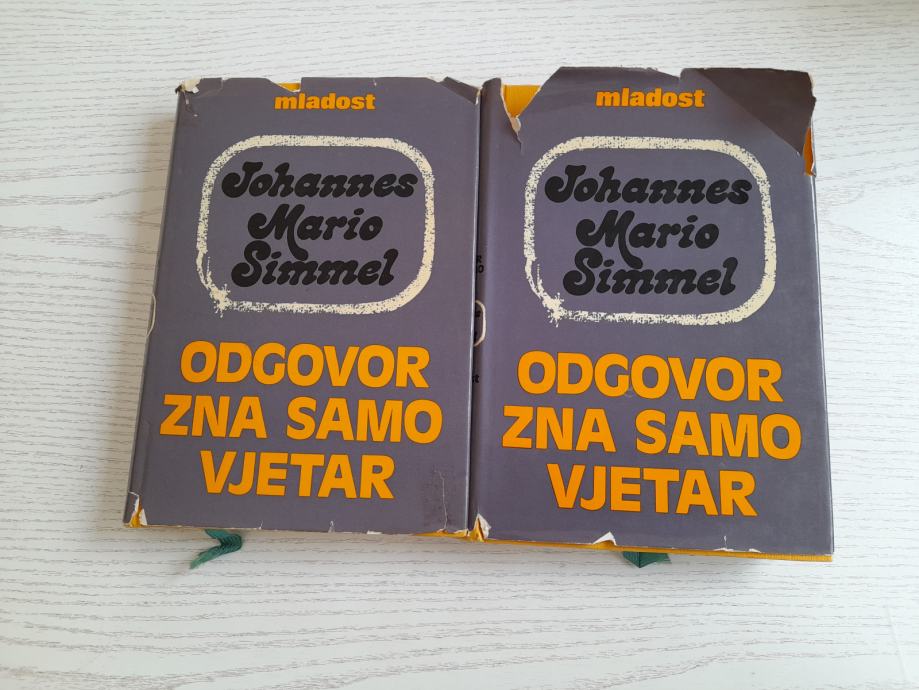 mladost
Johannes
Mario
Simmel
ODGOVOR
ZNA SAMO
VJETAR
mladost
Johannes
Mario
Simmel
ODGOVOR
ZNA SAMO
VJETAR